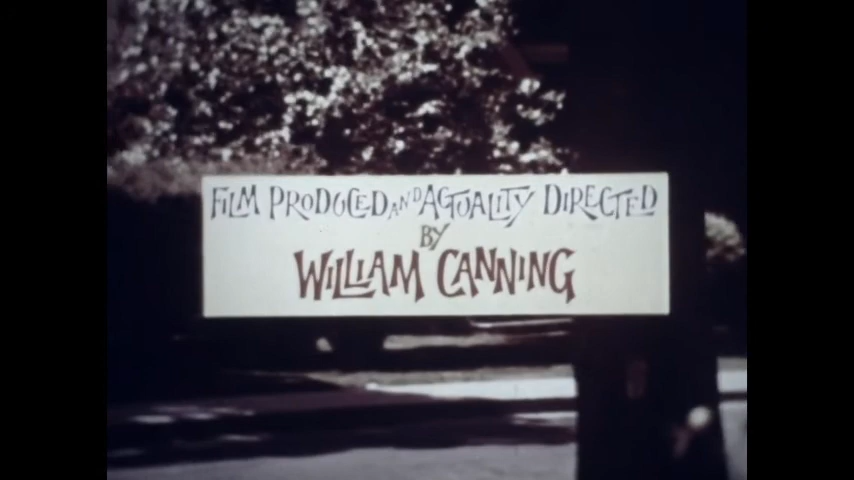 FILM PRODUCED AND ACTUALITY DIRECTED
BY
WILLIAM CANNING